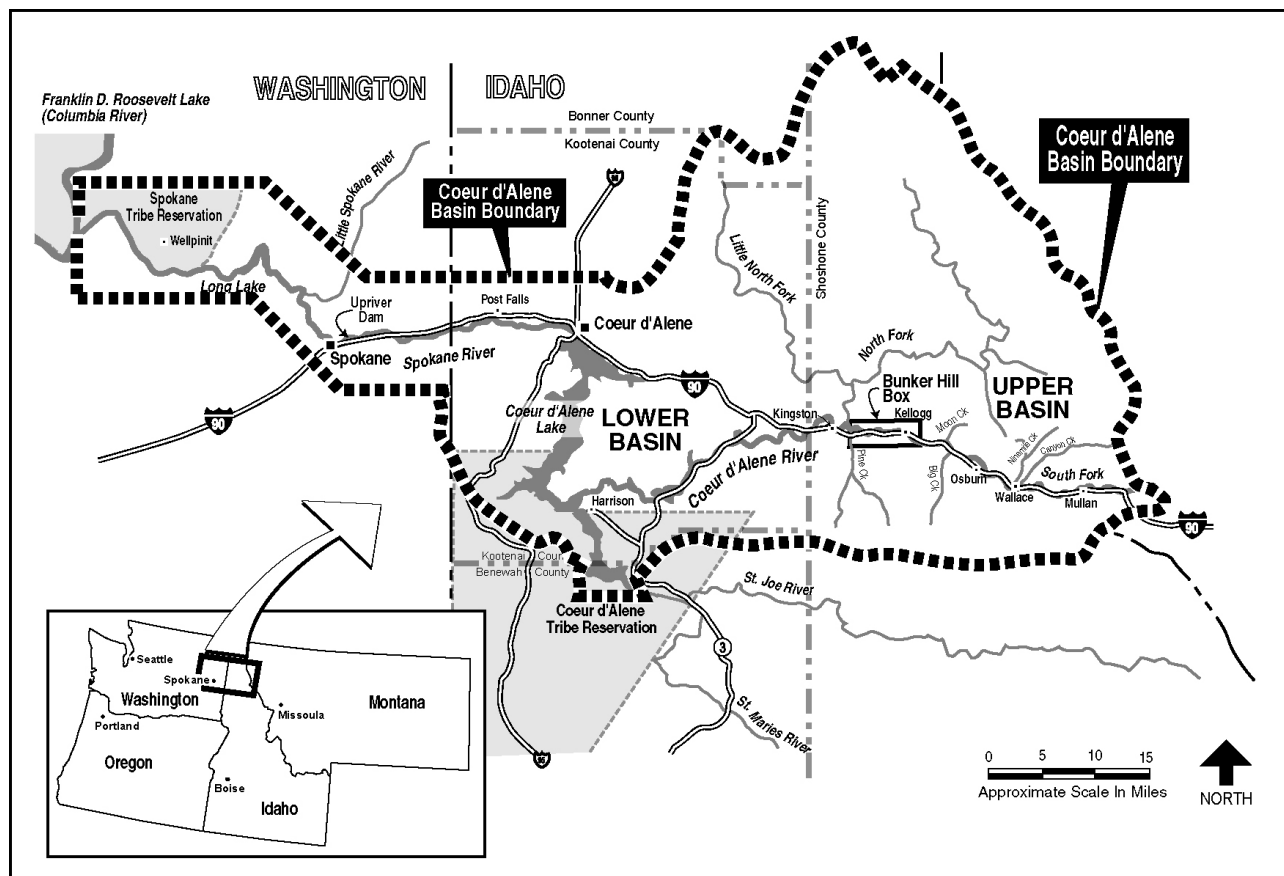 WASHINGTON
IDAHO
Franklin D. Roosevelt Lake
(Columbia River)
Bonner County
Kootenai County
Coeur d'Alene
Basin Boundary
Spokane
Tribe Reservation
Wellpinit
Little Spokane River
Coeur d'Alene
Basin Boundary
Long Lake
Upriver
Dam
Post Falls
Coeur d'Alene
Spokane
Spokane River
90
Little North Fork
Shoshone County
North Fork
Bunker Hill
Box
UPPER
BASIN
Coeur d'Alene
Lake
LOWER
BASIN
90
Kingston
Kellogg
Moon Ck
Ninemile Ck
Canyon Ck
Coeur d'Alene River
Pine Ck
Big Ck
Osburn
South Fork
Wallace
Mullan
90
Harrison
Kootenai Cour.
Benewah County
Coeur d'Alene
Tribe Reservation
St. Joe River
3
St. Maries River
95
Seattle
Spokane
Washington
Montana
Missoula
Portland
Oregon
Boise
Idaho
0 5 10 15
Approximate Scale In Miles
NORTH